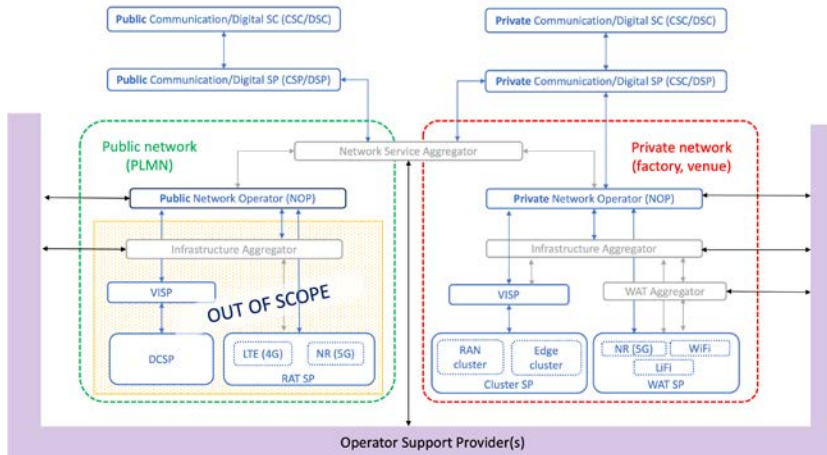 Public Communication/Digital SC (CSC/DSC)
Private Communication/Digital SC (CSC/DSC)
Public Communication/Digital SP (CSP/DSP)
Private Communication/Digital SP (CSC/DSP)
Public network
(PLMN)
Network Service Aggregator
Private network
(factory, venue)
Public Network Operator (NOP)
Private Network Operator (NOP)
Infrastructure Aggregator
Infrastructure Aggregator
VISP
OUT OF SCOPE
VISP
WAT Aggregator
DCSP
LTE (4G)
NR (5G)
RAT SP
RAN
cluster
Edge
cluster
Cluster SP
NR (5G)
WiFi
LiFi
WAT SP
Operator Support Provider(s)